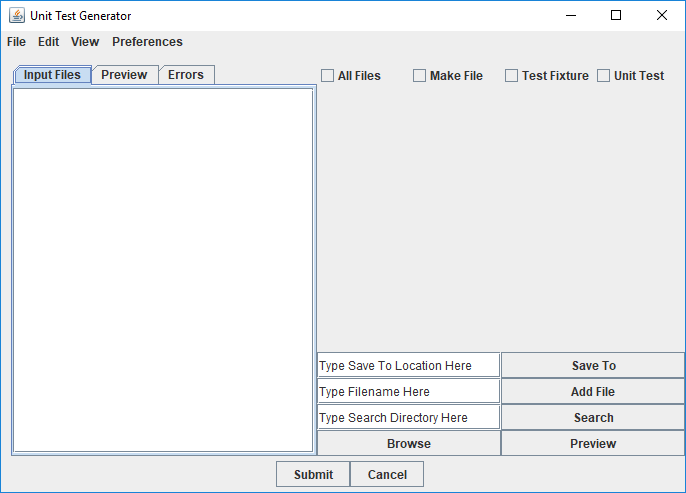 Unit Test Generator
File Edit View Preferences
Input Files Preview Errors
All Files Make File Test Fixture Unit Test
Type Save To Location Here Save To
Type Filename Here Add File
Type Search Directory Here Search
Browse Preview
Submit Cancel